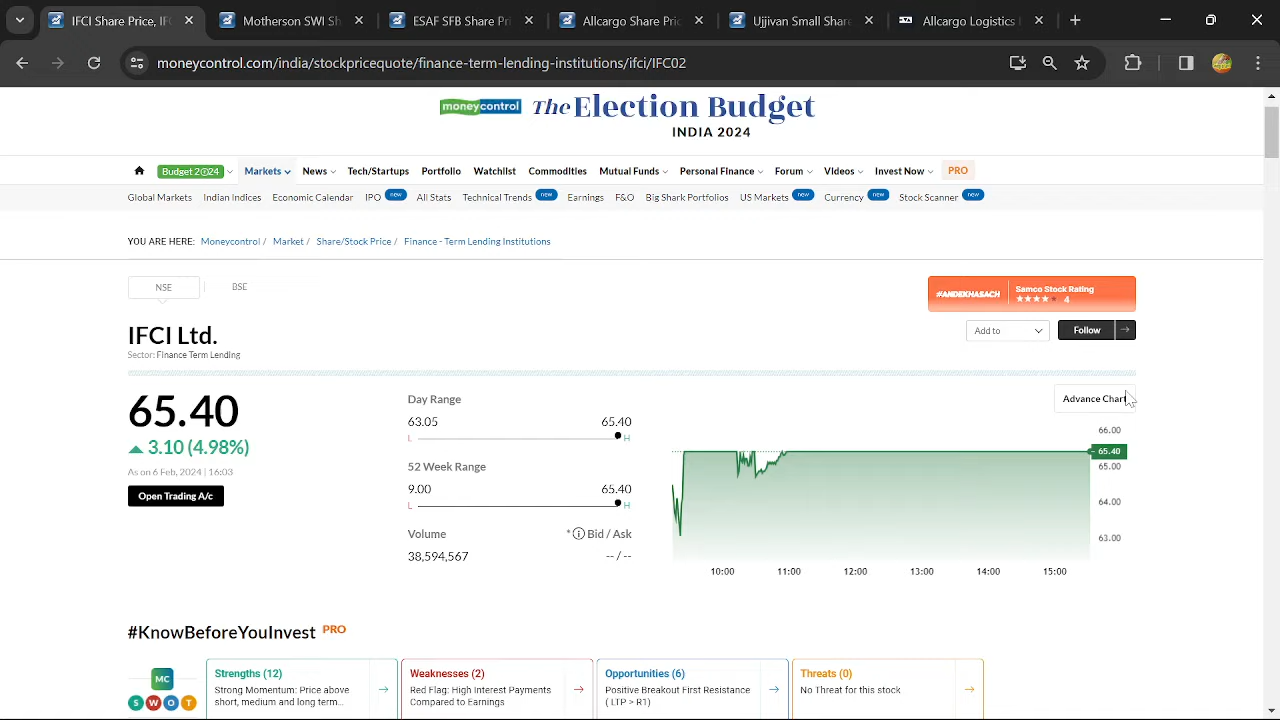 IFCI Share Price, IFC
Motherson SWI Sh
ESAF SFB Share Pri
Allcargo Share Pric
Ujjivan Small Share
Allcargo Logistics
moneycontrol.com/india/stockpricequote/finance-term-lending-institutions/ifci/IFC02
moneycontrol The Election Budget
INDIA 2024
Budget 2024 Markets News Tech/Startups Portfolio Watchlist Commodities Mutual Funds Personal Finance Forum Videos Invest Now PRO
Global Markets Indian Indices Economic Calendar IPO new All Stats Technical Trends new Earnings F&O Big Shark Portfolios US Markets new Currency new Stock Scanner new
YOU ARE HERE: Moneycontrol / Market / Share/Stock Price / Finance - Term Lending Institutions
NSE BSE
#ANDEKHASACH Samco Stock Rating
★★★★★ 4
IFCI Ltd.
Sector: Finance Term Lending
Add to Follow
65.40
3.10 (4.98%)
As on 6 Feb, 2024 | 16:03
Open Trading A/c
Day Range
63.05 65.40
L H
52 Week Range
9.00 65.40
L H
Volume * Bid / Ask
38,594,567 -- / --
Advance Chart
66.00
65.40
65.00
64.00
63.00
10:00 11:00 12:00 13:00 14:00 15:00
#KnowBeforeYouInvest PRO
MC
S W O T
Strengths (12)
Strong Momentum: Price above
short, medium and long term...
Weaknesses (2)
Red Flag: High Interest Payments
Compared to Earnings
Opportunities (6)
Positive Breakout First Resistance
( LTP > R1)
Threats (0)
No Threat for this stock